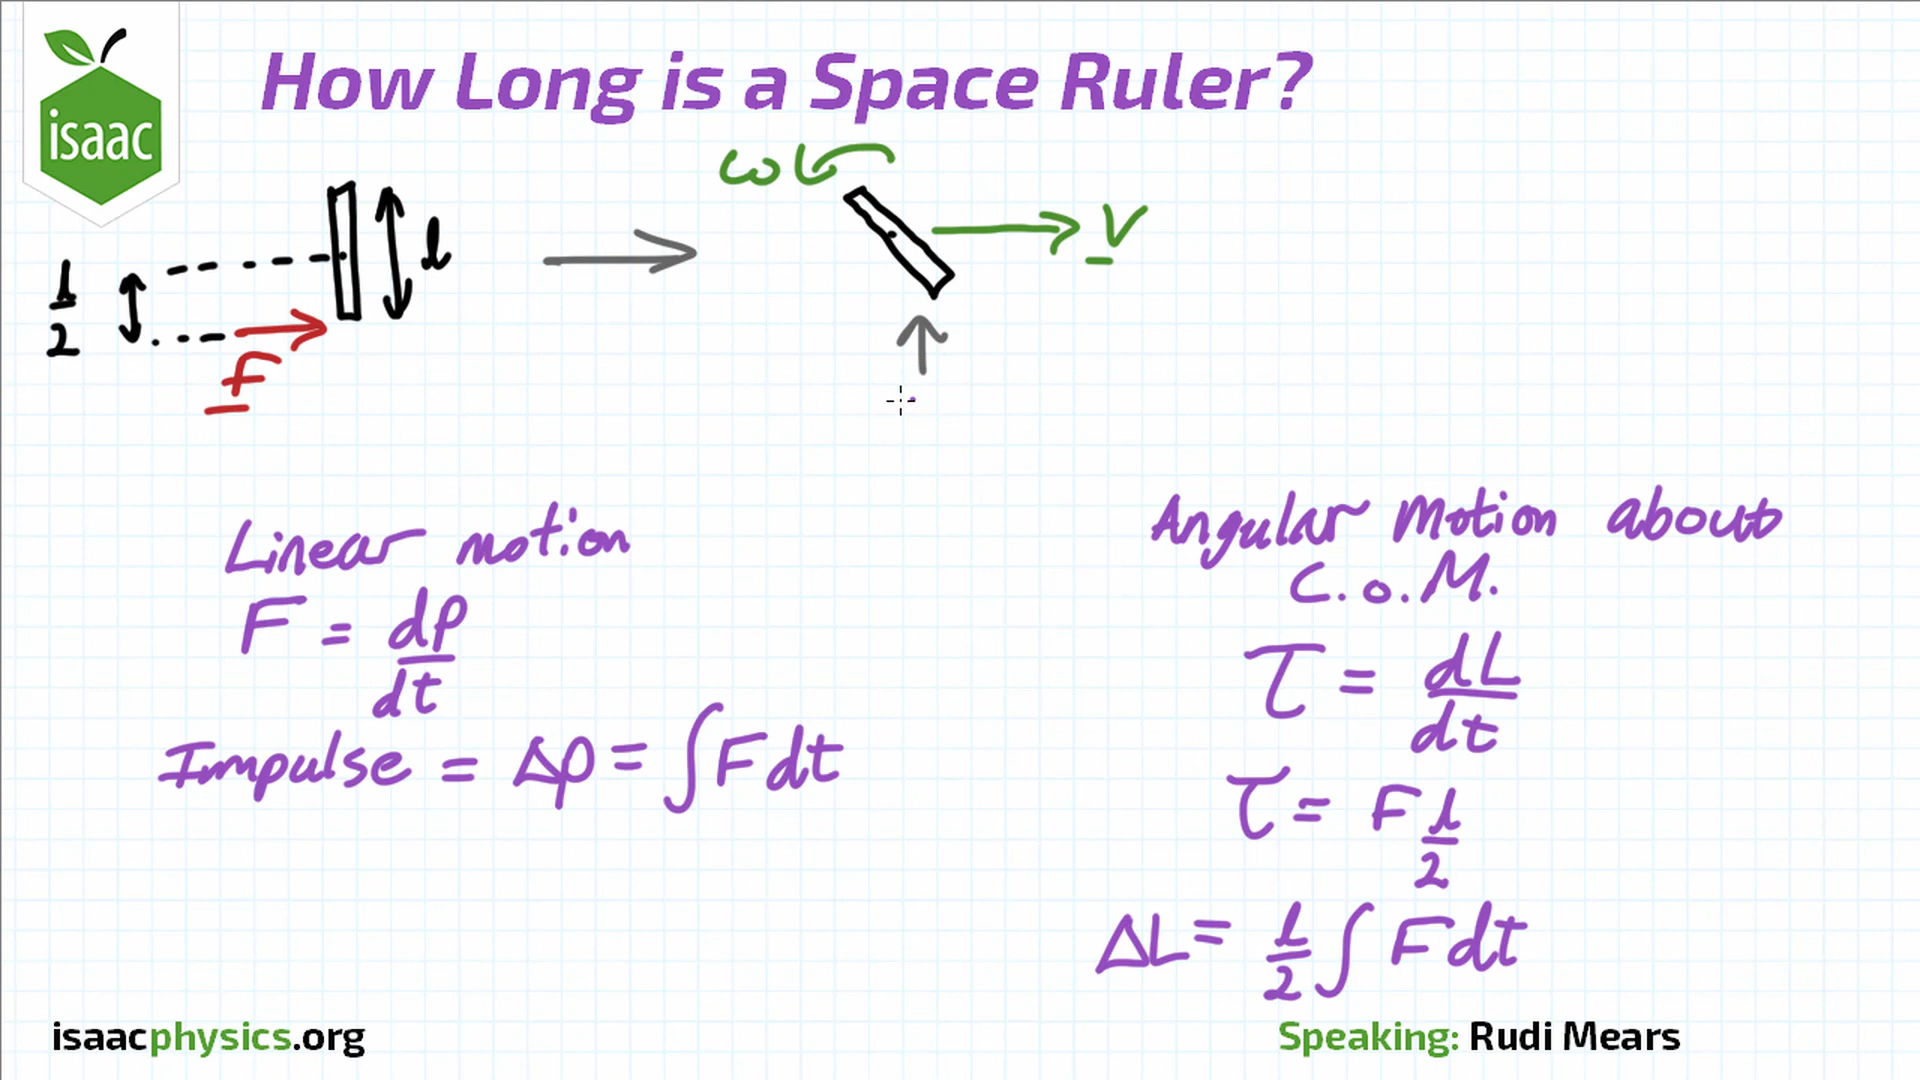 How Long is a Space Ruler?
isaac
ω
l
V
l/2
F
Linear motion
F = dp/dt
Impulse = Δp = ∫Fdt
Angular Motion about
C.o.M.
τ = dL/dt
τ = F l/2
ΔL = l/2 ∫Fdt
isaacphysics.org
Speaking: Rudi Mears